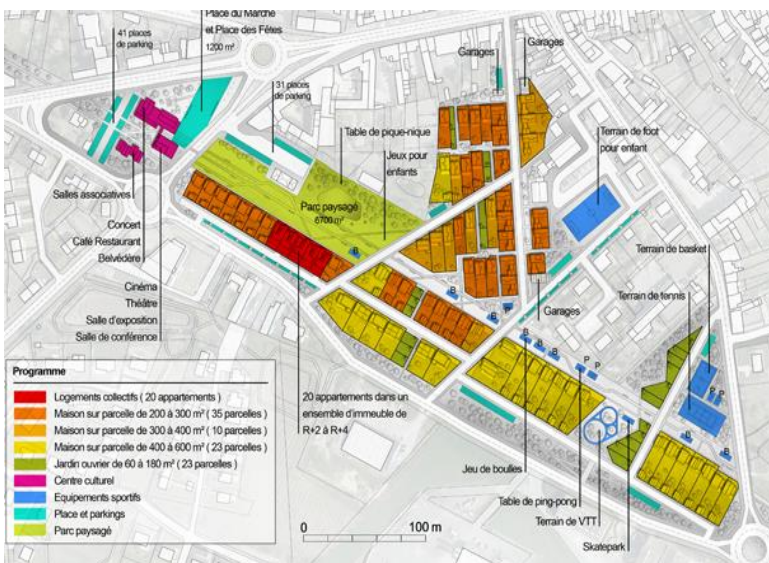 Place du Marché
et Place des Fêtes
1200 m²
41 places
de parking
31 places
de parking
Garages
Garages
Table de pique-nique
Jeux pour
enfants
Terrain de foot
pour enfant
Parc paysagé
6700 m²
Salles associatives
Concert
Café Restaurant
Belvédère
Cinéma
Théâtre
Salle d'exposition
Salle de conférence
Terrain de basket
Terrain de tennis
Garages
B
B
P
B
B
B
P
P
P
P
B
B
20 appartements dans un
ensemble d'immeuble de
R+2 à R+4
Jeu de boulles
Table de ping-pong
Terrain de VTT
Skatepark
Programme
Logements collectifs ( 20 appartements )
Maison sur parcelle de 200 à 300 m² ( 35 parcelles )
Maison sur parcelle de 300 à 400 m² ( 10 parcelles )
Maison sur parcelle de 400 à 600 m² ( 23 parcelles )
Jardin ouvrier de 60 à 180 m² ( 23 parcelles )
Centre culturel
Equipements sportifs
Place et parkings
Parc paysagé
0 100 m